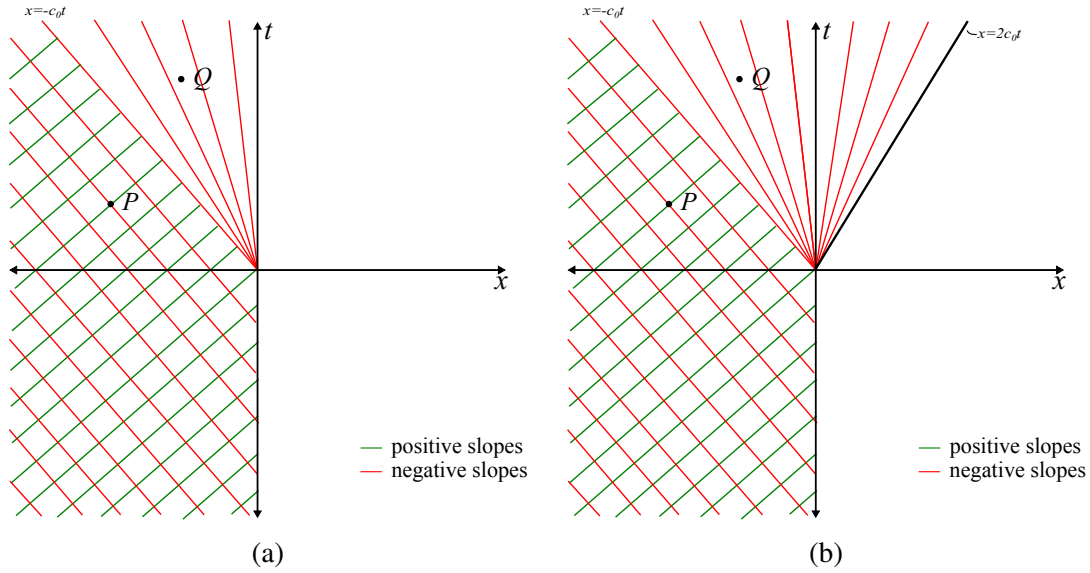 x=-c₀t
t
Q
P
x
positive slopes
negative slopes
(a)
x=-c₀t
t
x=2c₀t
Q
P
x
positive slopes
negative slopes
(b)